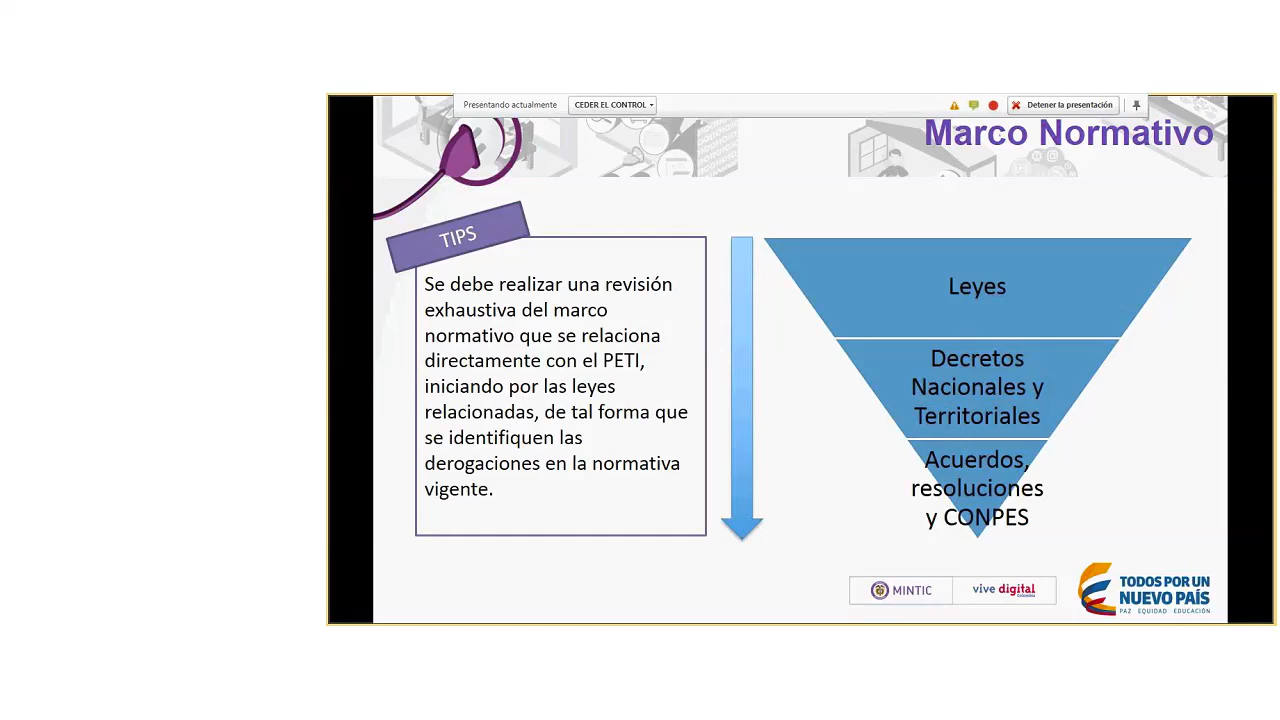 Presentando actualmente
CEDER EL CONTROL
Detener la presentación
Marco Normativo
TIPS
Se debe realizar una revisión
exhaustiva del marco
normativo que se relaciona
directamente con el PETI,
iniciando por las leyes
relacionadas, de tal forma que
se identifiquen las
derogaciones en la normativa
vigente.
Leyes
Decretos
Nacionales y
Territoriales
Acuerdos,
resoluciones
y CONPES
MINTIC
vive digital
Colombia
TODOS POR UN
NUEVO PAÍS
PAZ EQUIDAD EDUCACIÓN